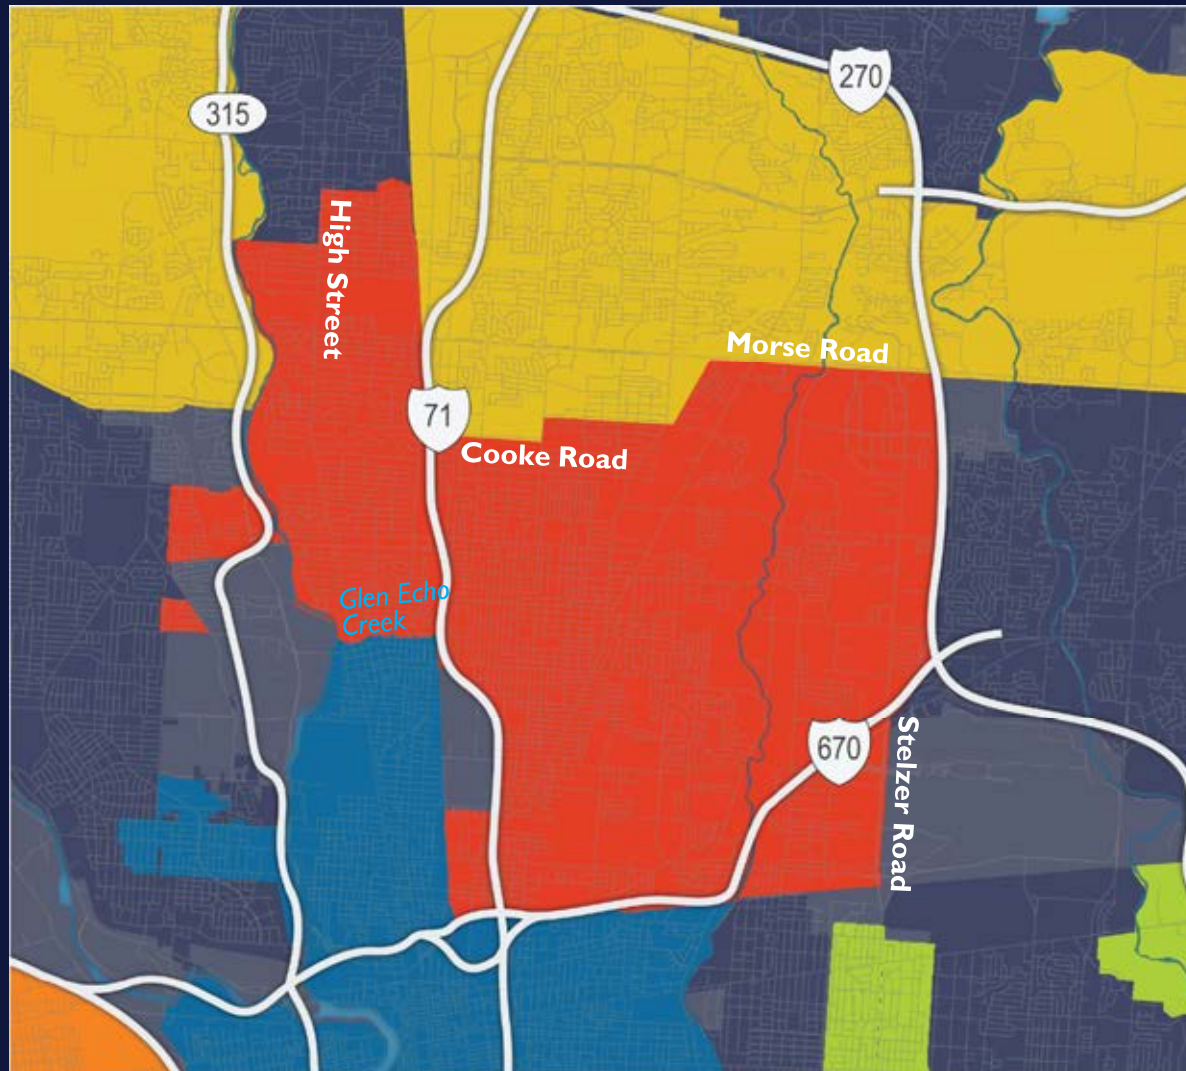 270
315
High Street
Morse Road
71
Cooke Road
Glen Echo
Creek
Stelzer Road
670